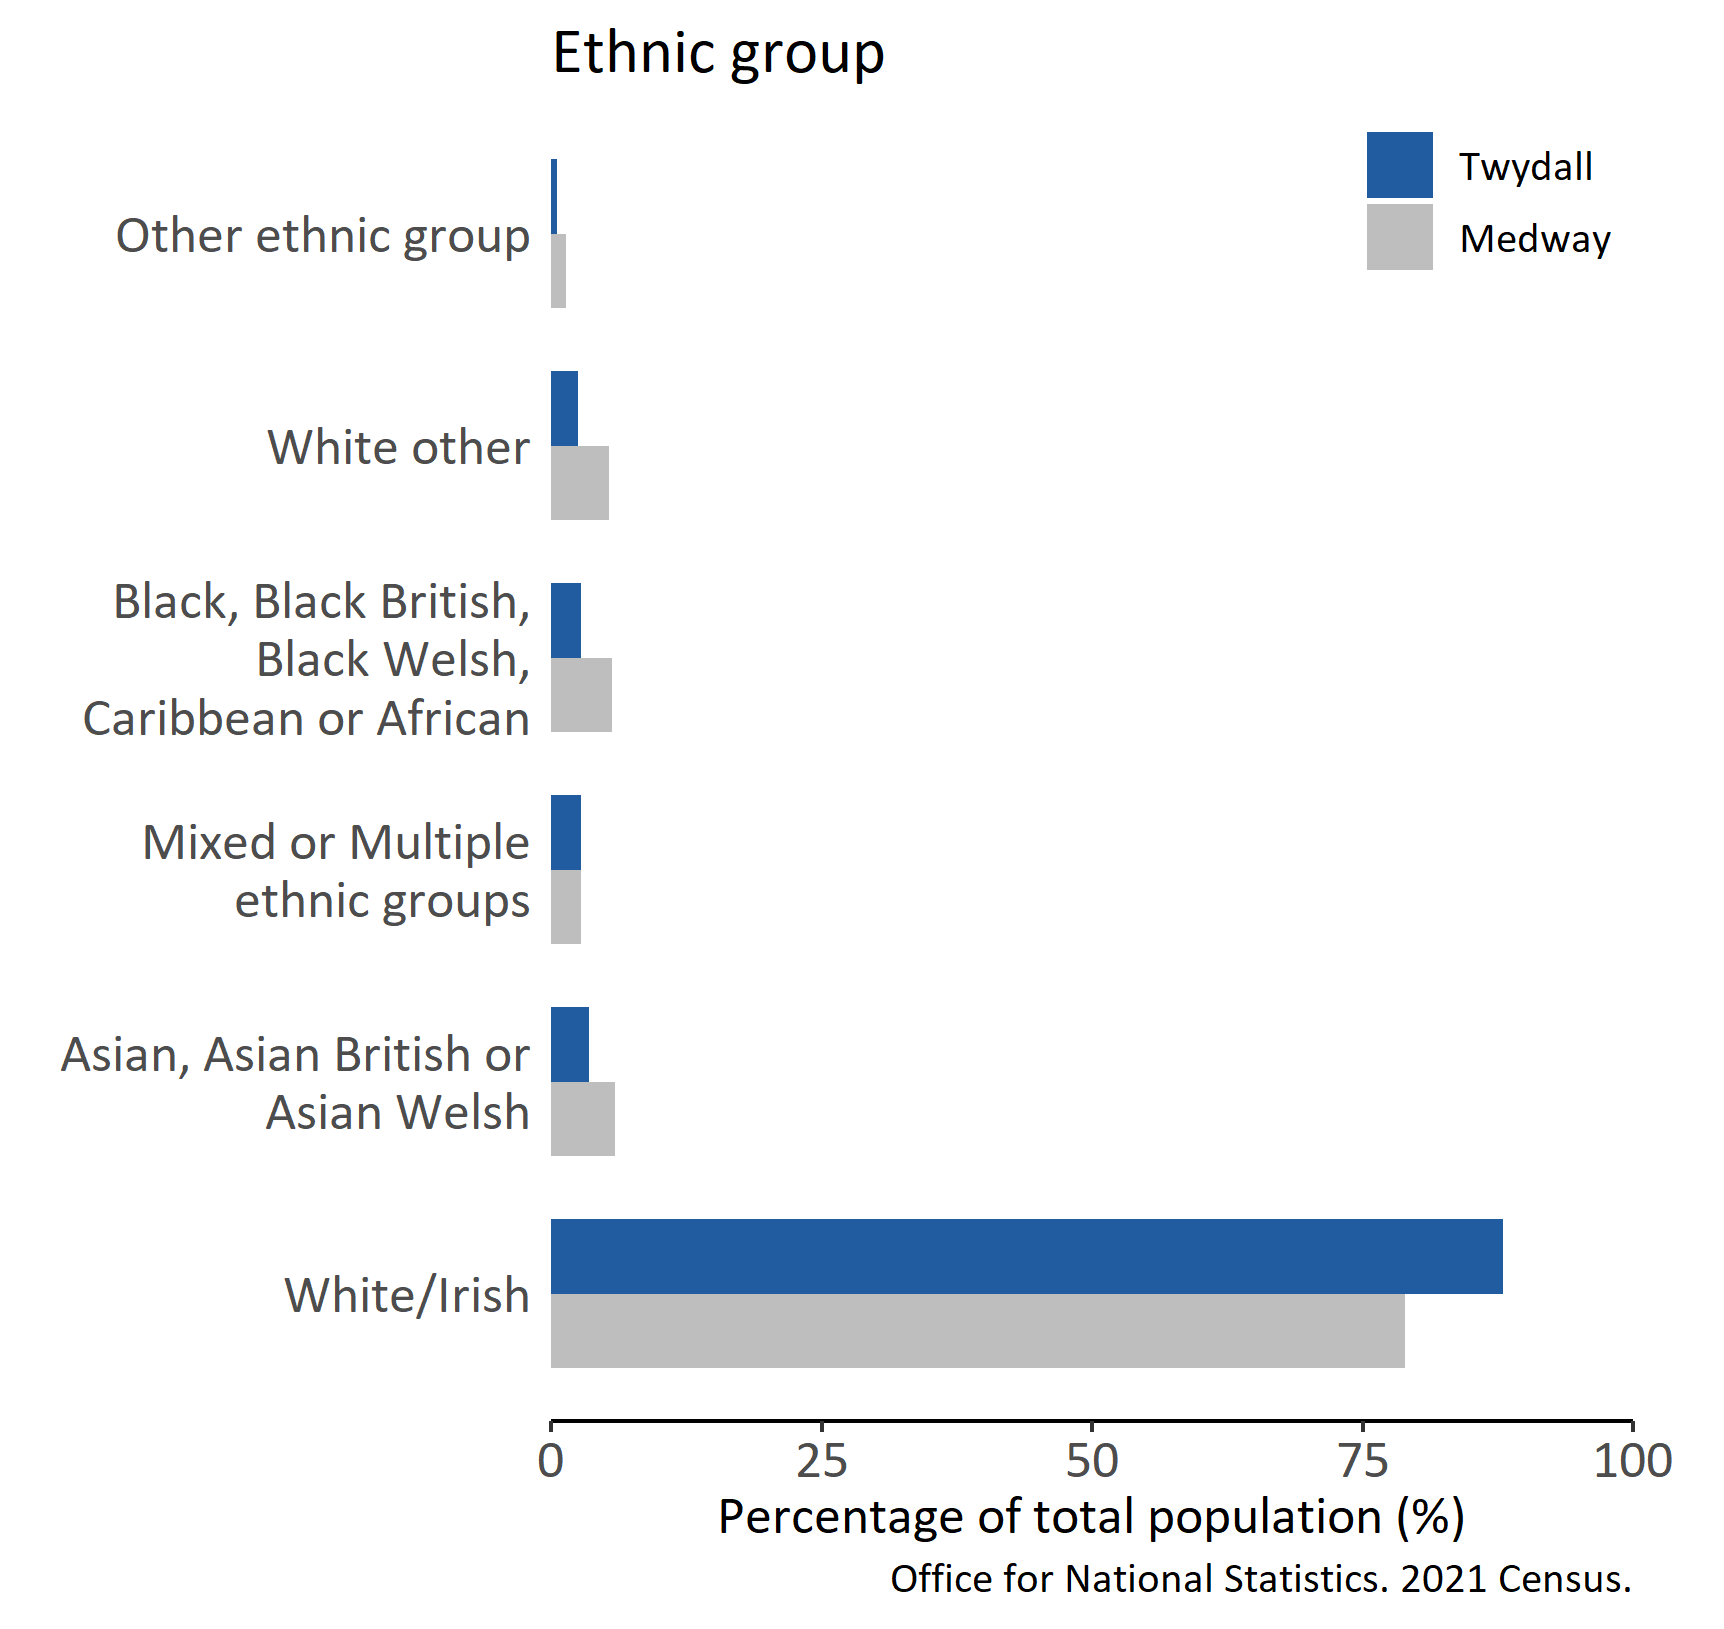 Ethnic group
Twydall
Medway
Other ethnic group
White other
Black, Black British,
Black Welsh,
Caribbean or African
Mixed or Multiple
ethnic groups
Asian, Asian British or
Asian Welsh
White/Irish
0 25 50 75 100
Percentage of total population (%)
Office for National Statistics. 2021 Census.